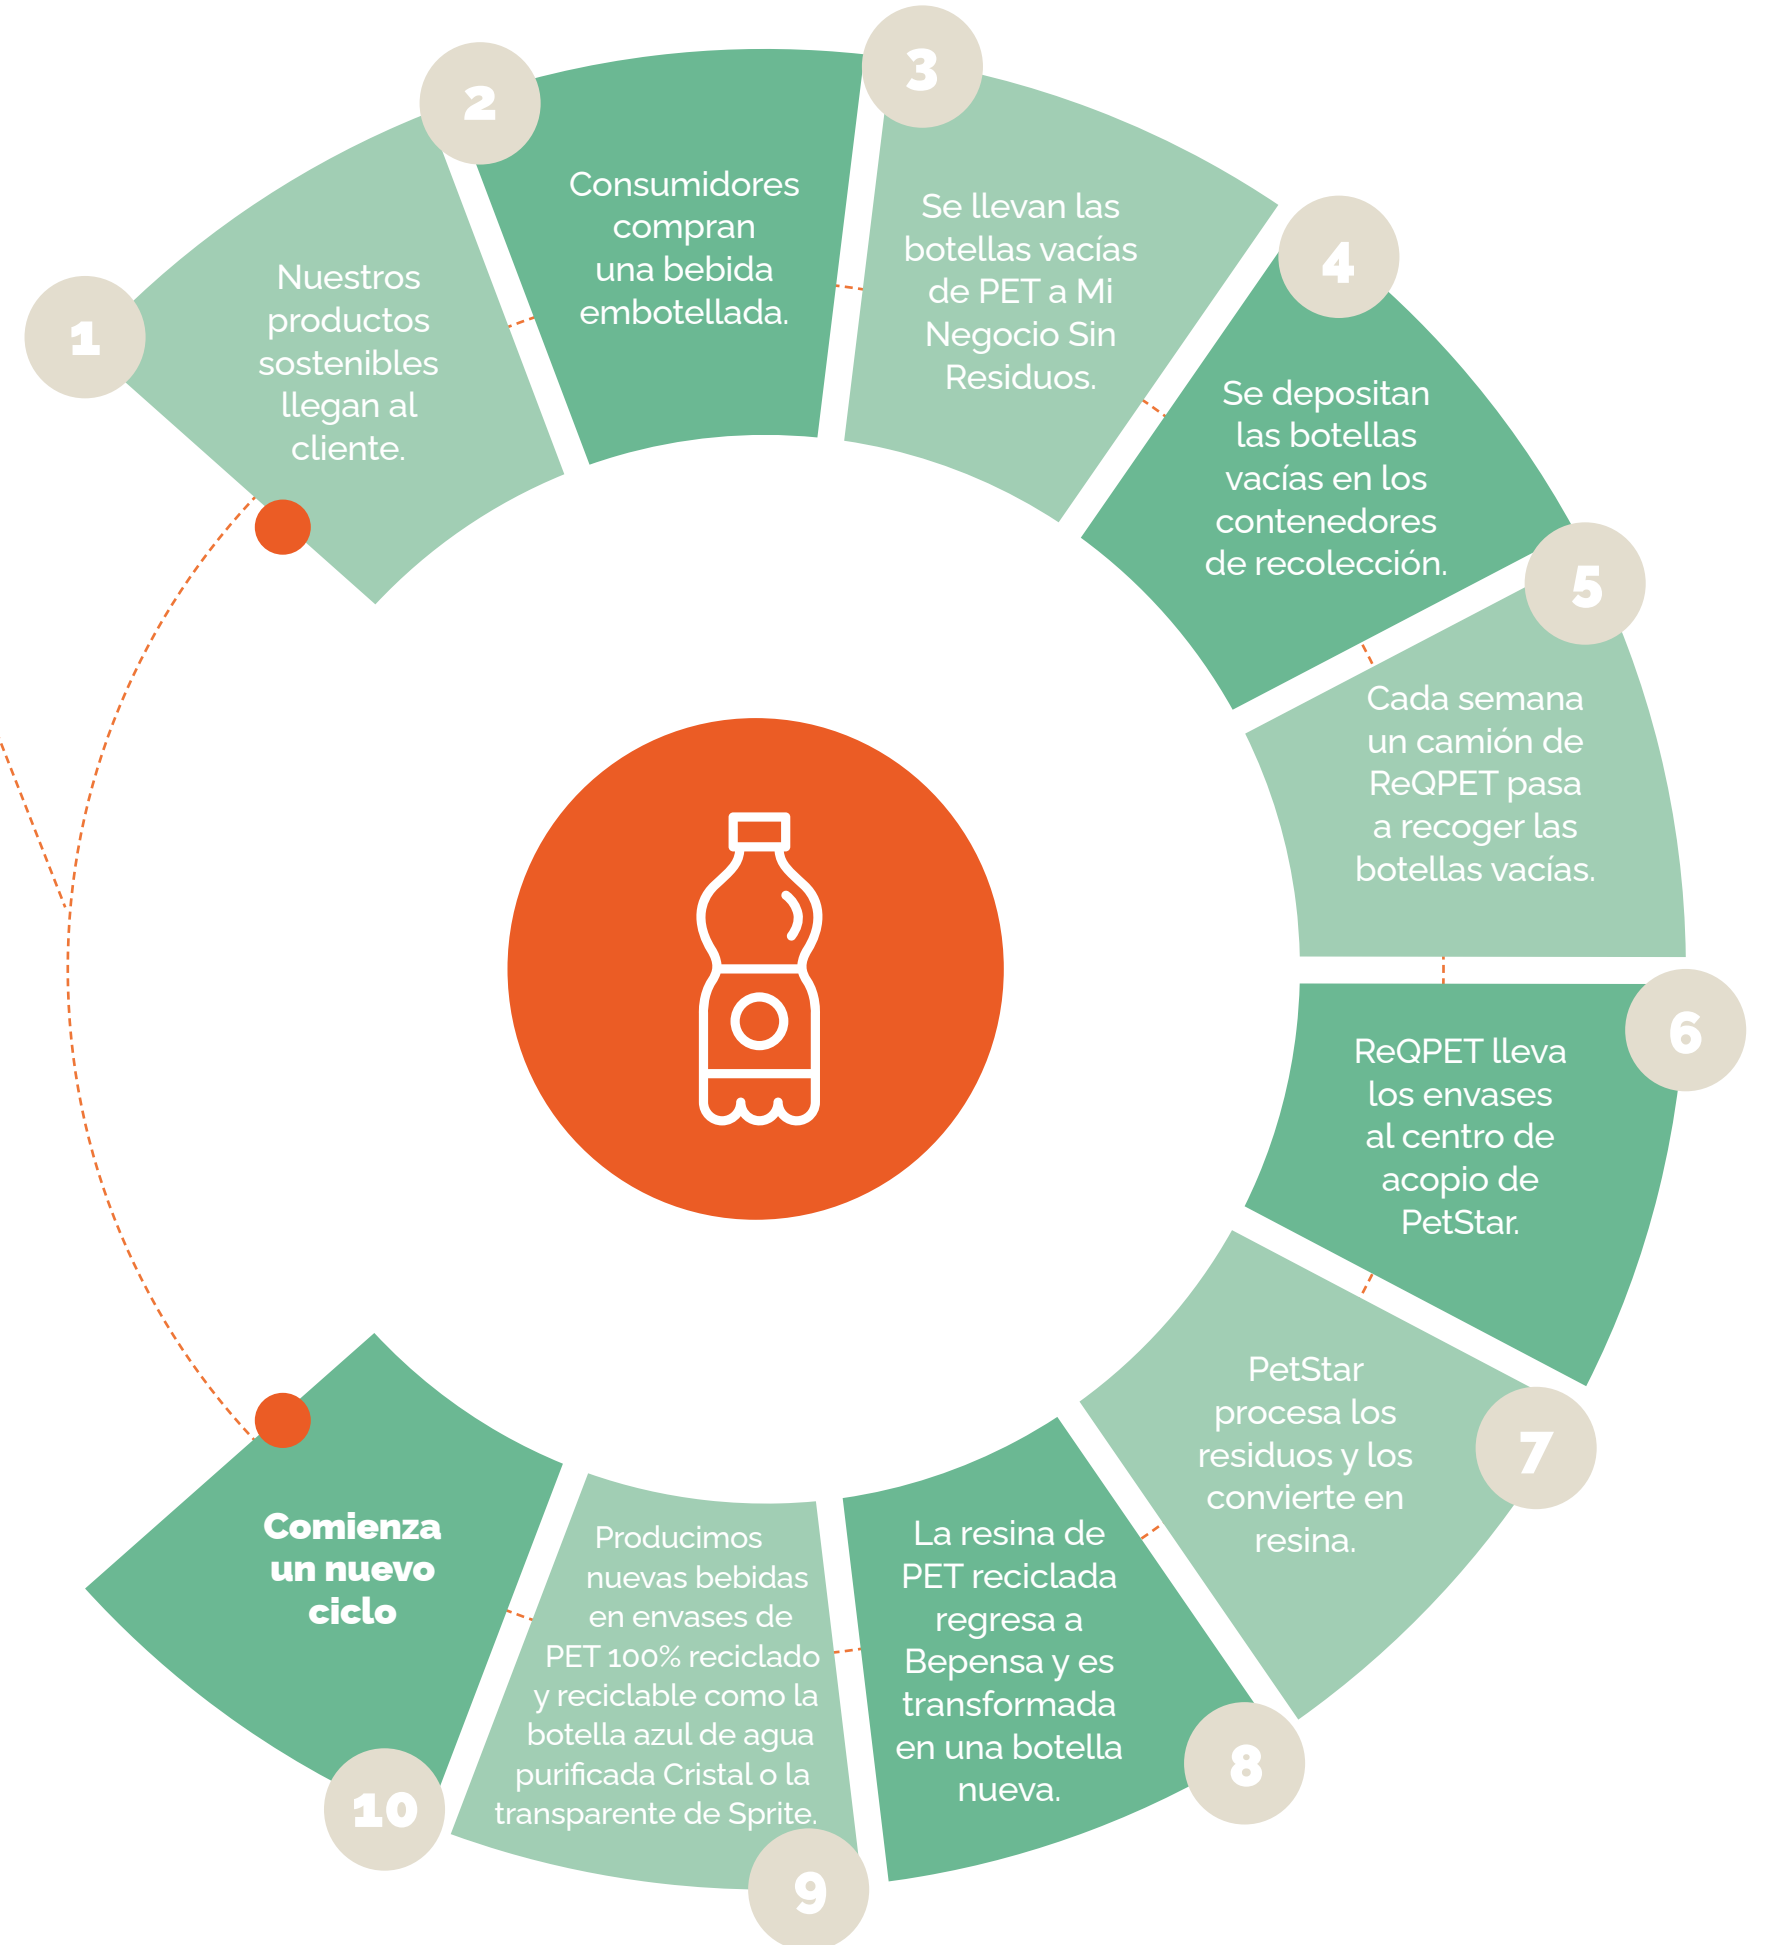 1
Nuestros
productos
sostenibles
llegan al
cliente.
2
Consumidores
compran
una bebida
embotellada.
3
Se llevan las
botellas vacías
de PET a Mi
Negocio Sin
Residuos.
4
Se depositan
las botellas
vacías en los
contenedores
de recolección.
5
Cada semana
un camión de
ReQPET pasa
a recoger las
botellas vacías.
6
ReQPET lleva
los envases
al centro de
acopio de
PetStar.
7
PetStar
procesa los
residuos y los
convierte en
resina.
8
La resina de
PET reciclada
regresa a
Bepensa y es
transformada
en una botella
nueva.
9
Producimos
nuevas bebidas
en envases de
PET 100% reciclado
y reciclable como la
botella azul de agua
purificada Cristal o la
transparente de Sprite.
10
Comienza
un nuevo
ciclo